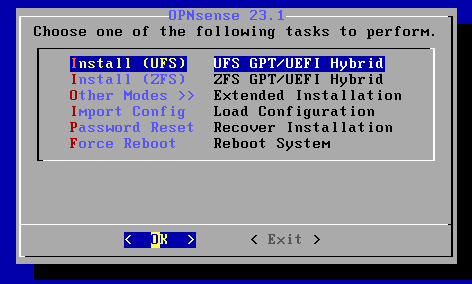 OPNsense 23.1
Choose one of the following tasks to perform.
Install (UFS) UFS GPT/UEFI Hybrid
Install (ZFS) ZFS GPT/UEFI Hybrid
Other Modes >> Extended Installation
Import Config Load Configuration
Password Reset Recover Installation
Force Reboot Reboot System
< OK > < Exit >